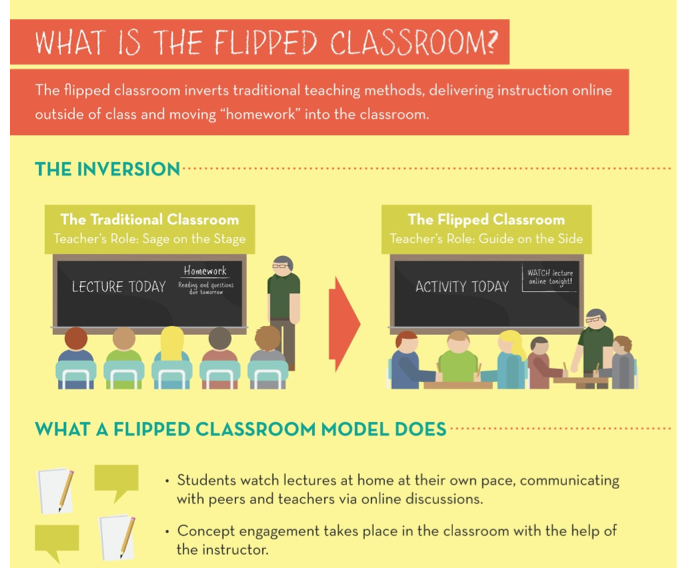 WHAT IS THE FLIPPED CLASSROOM?
The flipped classroom inverts traditional teaching methods, delivering instruction online
outside of class and moving “homework” into the classroom.
THE INVERSION
The Traditional Classroom
Teacher's Role: Sage on the Stage
LECTURE TODAY
Homework
Reading and questions
due tomorrow
The Flipped Classroom
Teacher's Role: Guide on the Side
ACTIVITY TODAY
WATCH lecture
online tonight!
WHAT A FLIPPED CLASSROOM MODEL DOES
• Students watch lectures at home at their own pace, communicating
with peers and teachers via online discussions.
• Concept engagement takes place in the classroom with the help of
the instructor.